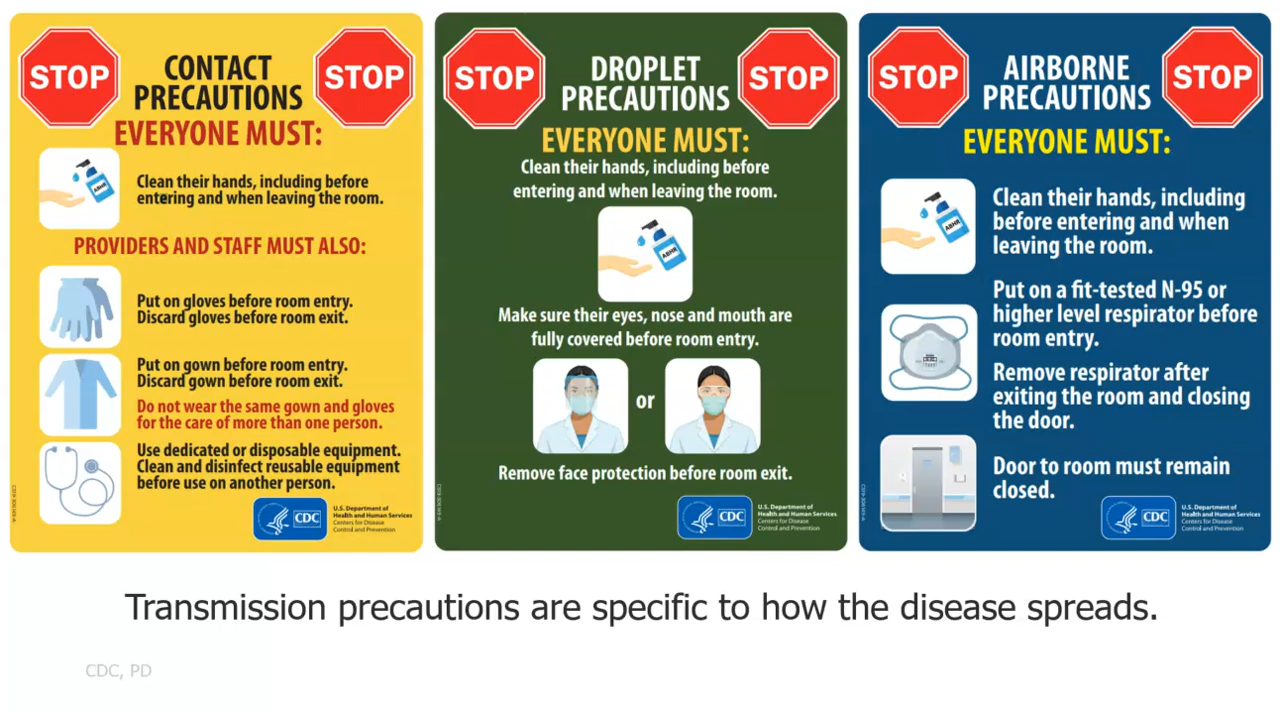 STOP
CONTACT
PRECAUTIONS
STOP
EVERYONE MUST:
ABHR
Clean their hands, including before
entering and when leaving the room.
PROVIDERS AND STAFF MUST ALSO:
Put on gloves before room entry.
Discard gloves before room exit.
Put on gown before room entry.
Discard gown before room exit.
Do not wear the same gown and gloves
for the care of more than one person.
Use dedicated or disposable equipment.
Clean and disinfect reusable equipment
before use on another person.
CDC
U.S. Department of
Health and Human Services
Centers for Disease
Control and Prevention
STOP
DROPLET
PRECAUTIONS
STOP
EVERYONE MUST:
Clean their hands, including before
entering and when leaving the room.
ABHR
Make sure their eyes, nose and mouth are
fully covered before room entry.
or
Remove face protection before room exit.
CDC
U.S. Department of
Health and Human Services
Centers for Disease
Control and Prevention
STOP
AIRBORNE
PRECAUTIONS
STOP
EVERYONE MUST:
ABHR
Clean their hands, including
before entering and when
leaving the room.
Put on a fit-tested N-95 or
higher level respirator before
room entry.
Remove respirator after
exiting the room and closing
the door.
Door to room must remain
closed.
CDC
U.S. Department of
Health and Human Services
Centers for Disease
Control and Prevention
Transmission precautions are specific to how the disease spreads.
CDC, PD